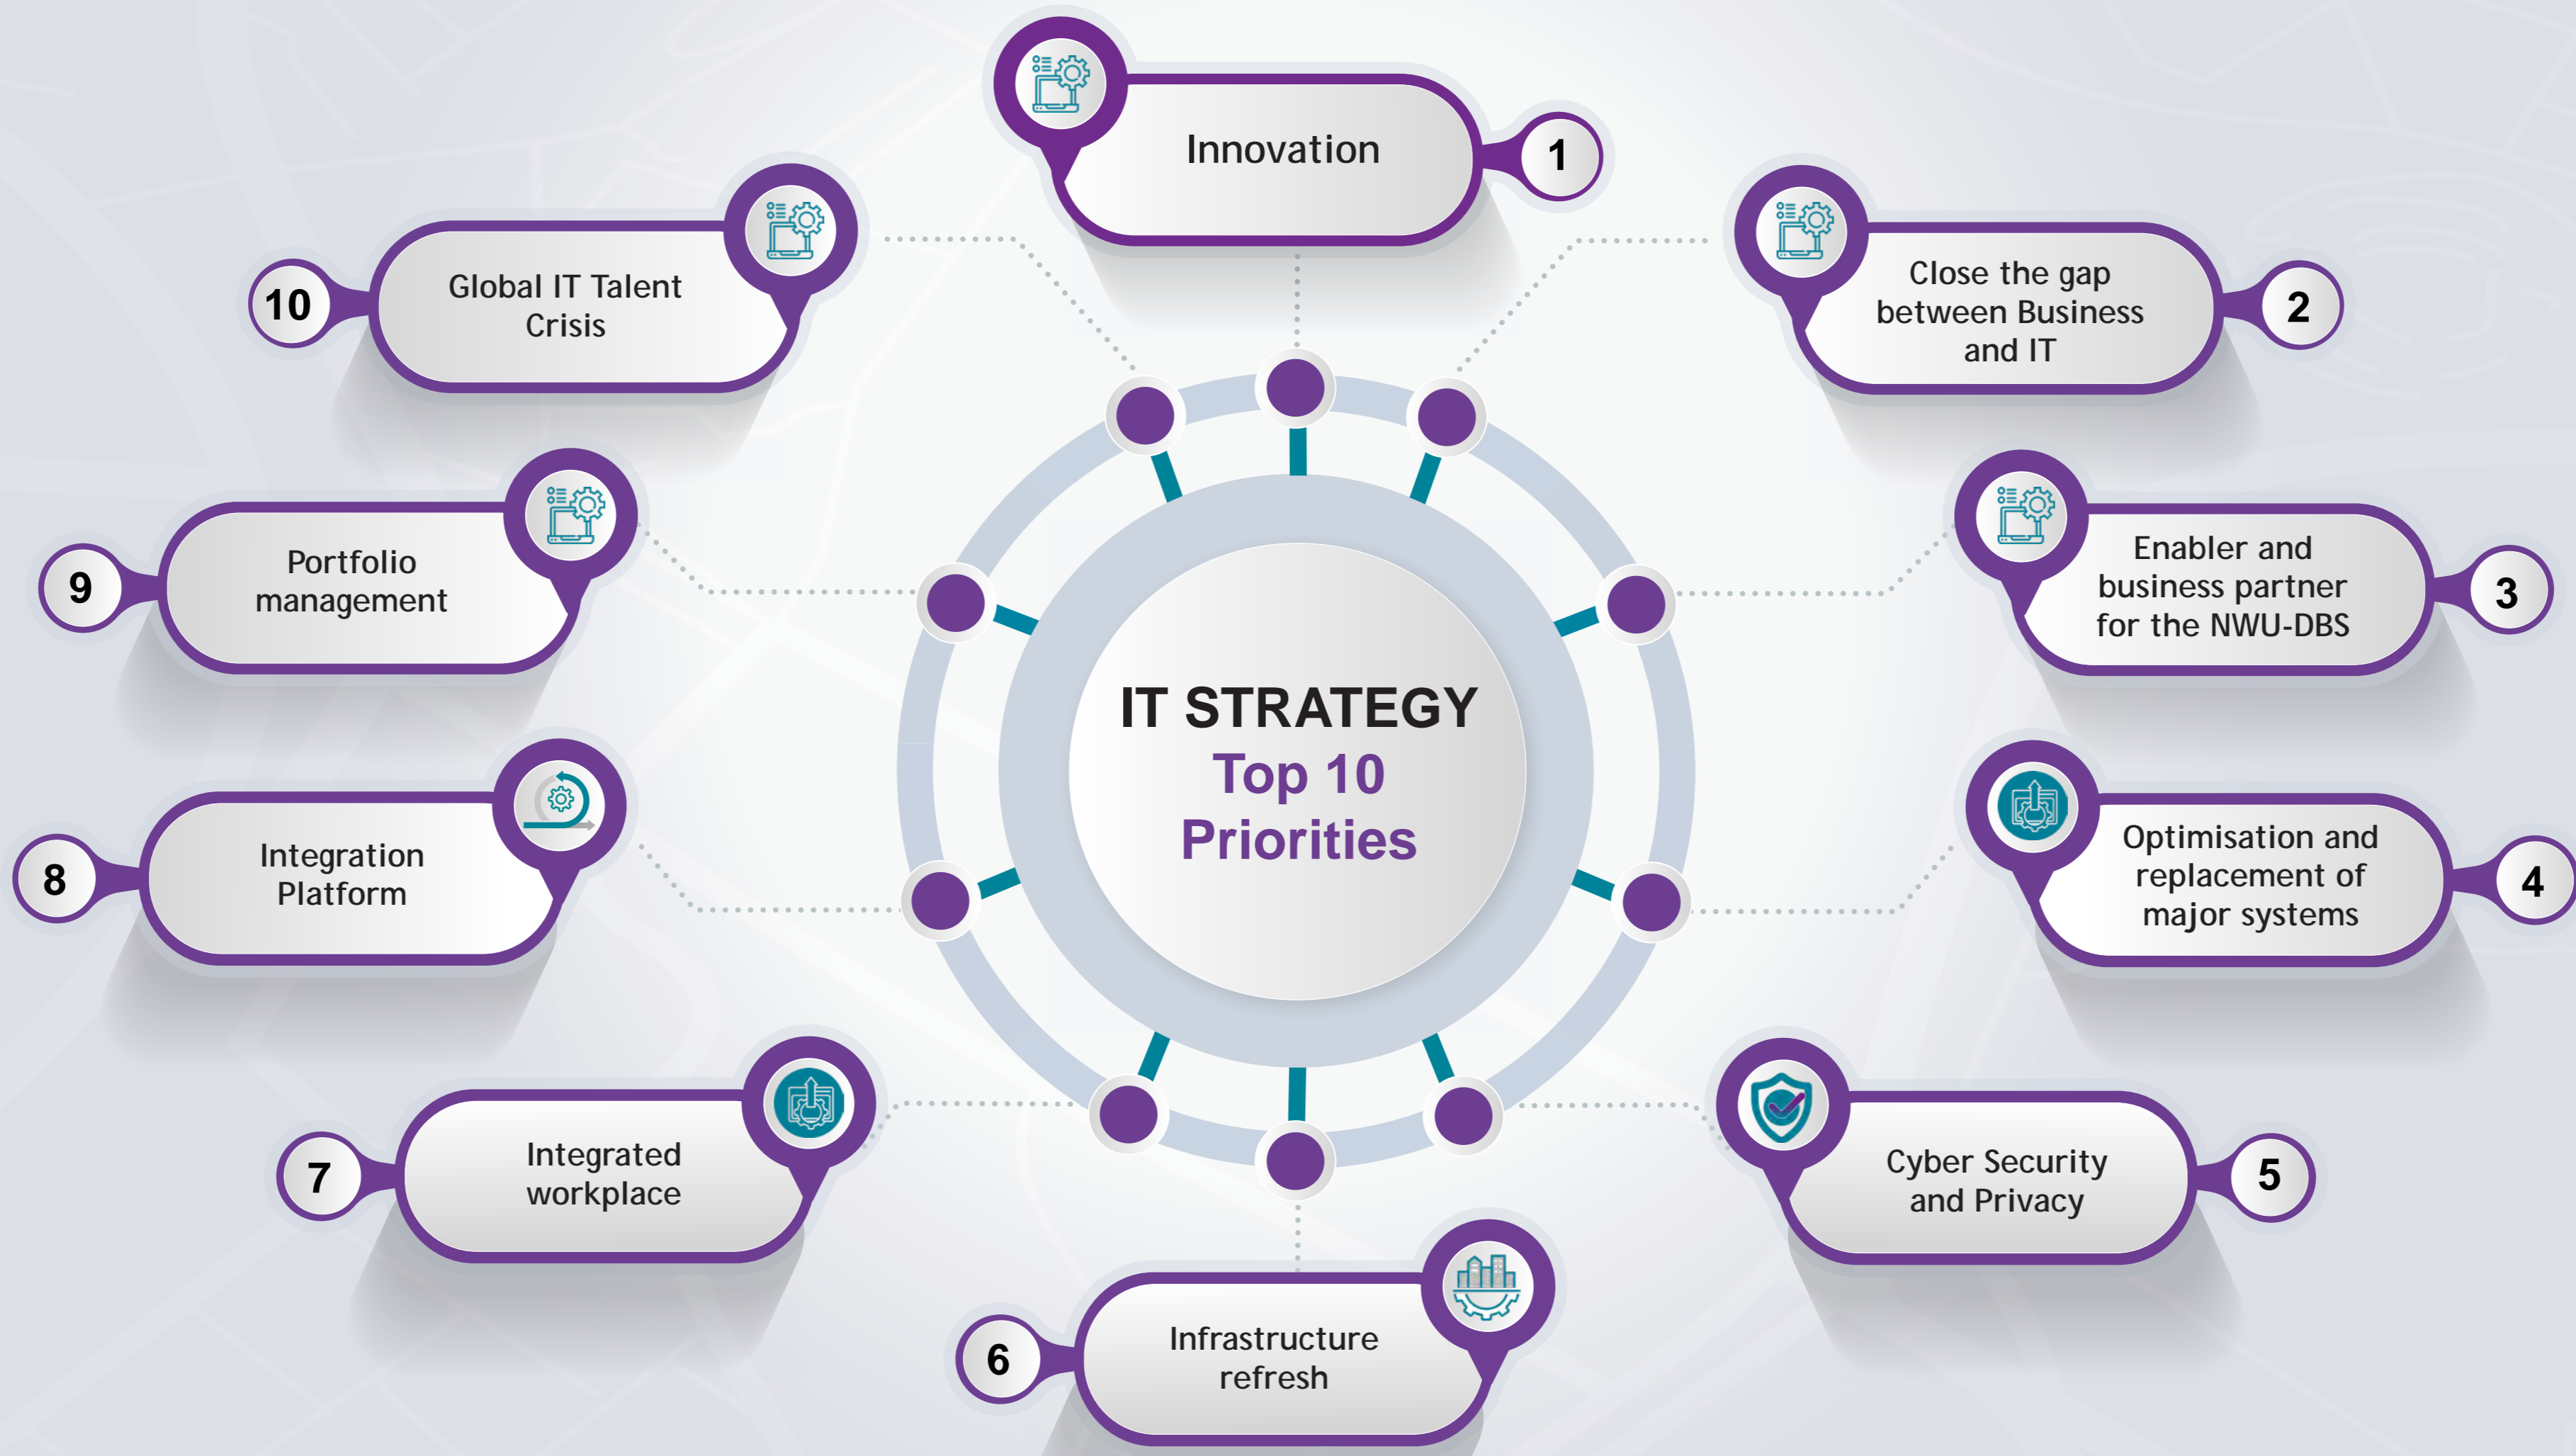 IT STRATEGY
Top 10
Priorities
Innovation
1
Close the gap
between Business
and IT
2
Enabler and
business partner
for the NWU-DBS
3
Optimisation and
replacement of
major systems
4
Cyber Security
and Privacy
5
Infrastructure
refresh
6
Integrated
workplace
7
Integration
Platform
8
Portfolio
management
9
Global IT Talent
Crisis
10